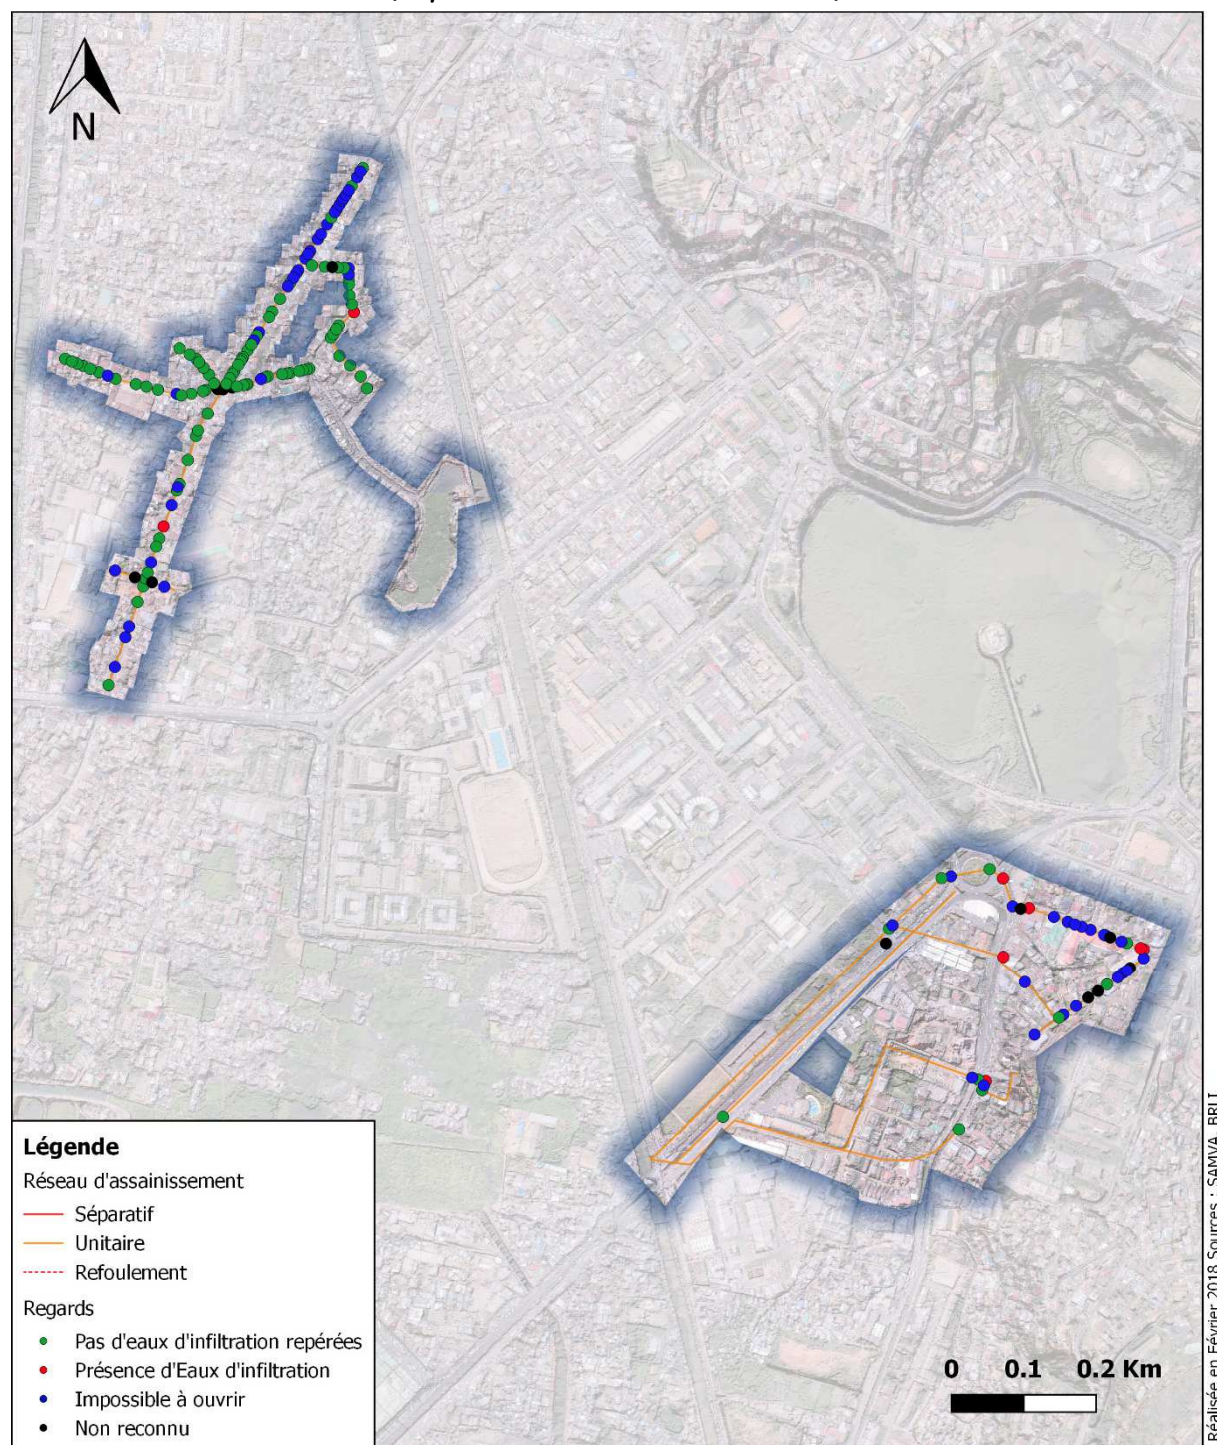 N
Légende
Réseau d'assainissement
Séparatif
Unitaire
Refoulement
Regards
Pas d'eaux d'infiltration repérées
Présence d'Eaux d'infiltration
Impossible à ouvrir
Non reconnu
0 0.1 0.2 Km
Réalisée en Février 2018 Sources : SAMVA, BRLI